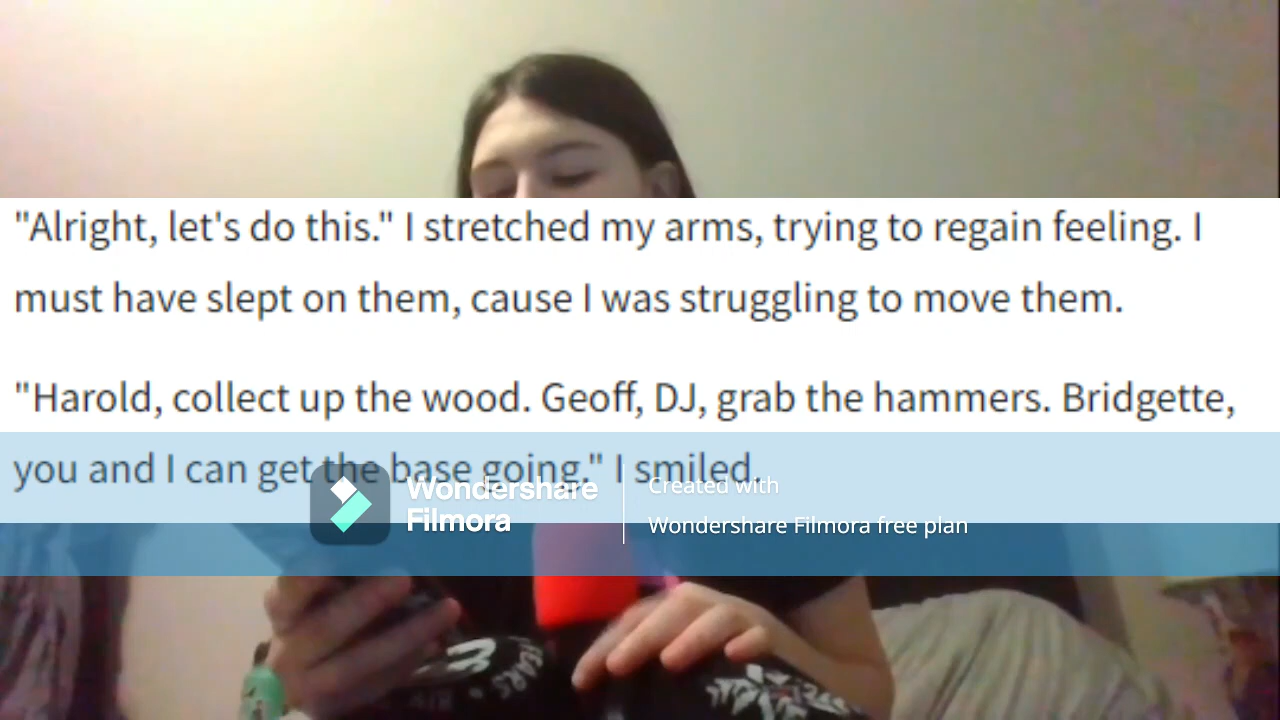 "Alright, let's do this." I stretched my arms, trying to regain feeling. I
must have slept on them, cause I was struggling to move them.
"Harold, collect up the wood. Geoff, DJ, grab the hammers. Bridgette,
you and I can get the base going." I smiled.
Wondershare
Filmora
Created with
Wondershare Filmora free plan